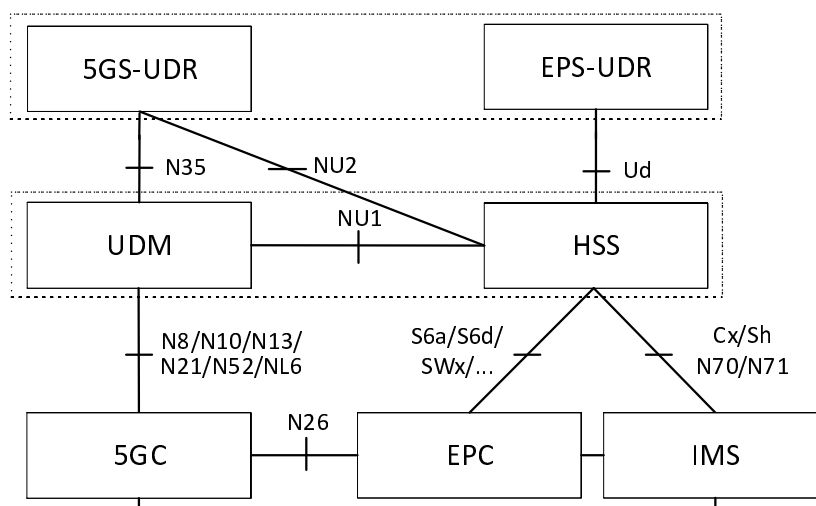 5GS-UDR
EPS-UDR
N35
NU2
Ud
UDM
NU1
HSS
N8/N10/N13/
N21/N52/NL6
S6a/S6d/
SWx/...
Cx/Sh
N70/N71
5GC
N26
EPC
IMS